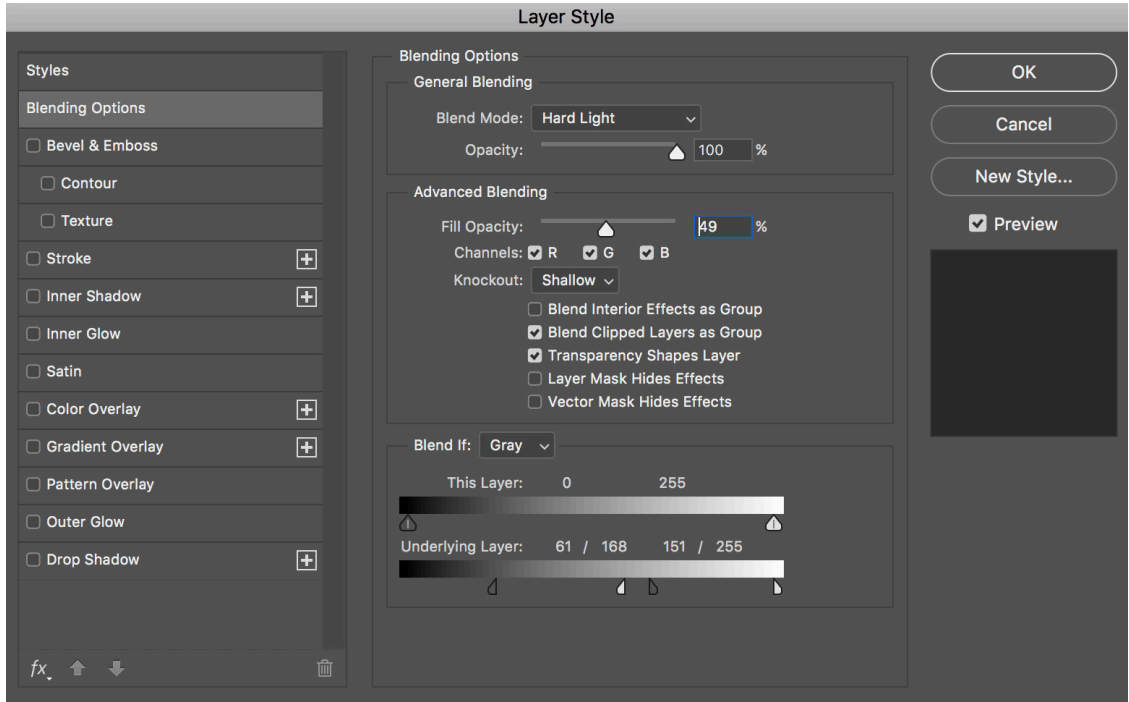 Layer Style
Styles
Blending Options
Bevel & Emboss
Contour
Texture
Stroke
Inner Shadow
Inner Glow
Satin
Color Overlay
Gradient Overlay
Pattern Overlay
Outer Glow
Drop Shadow
fx
Blending Options
General Blending
Blend Mode: Hard Light
Opacity: 100 %
Advanced Blending
Fill Opacity: 49 %
Channels: R G B
Knockout: Shallow
Blend Interior Effects as Group
Blend Clipped Layers as Group
Transparency Shapes Layer
Layer Mask Hides Effects
Vector Mask Hides Effects
Blend If: Gray
This Layer: 0 255
Underlying Layer: 61 / 168 151 / 255
OK
Cancel
New Style...
Preview